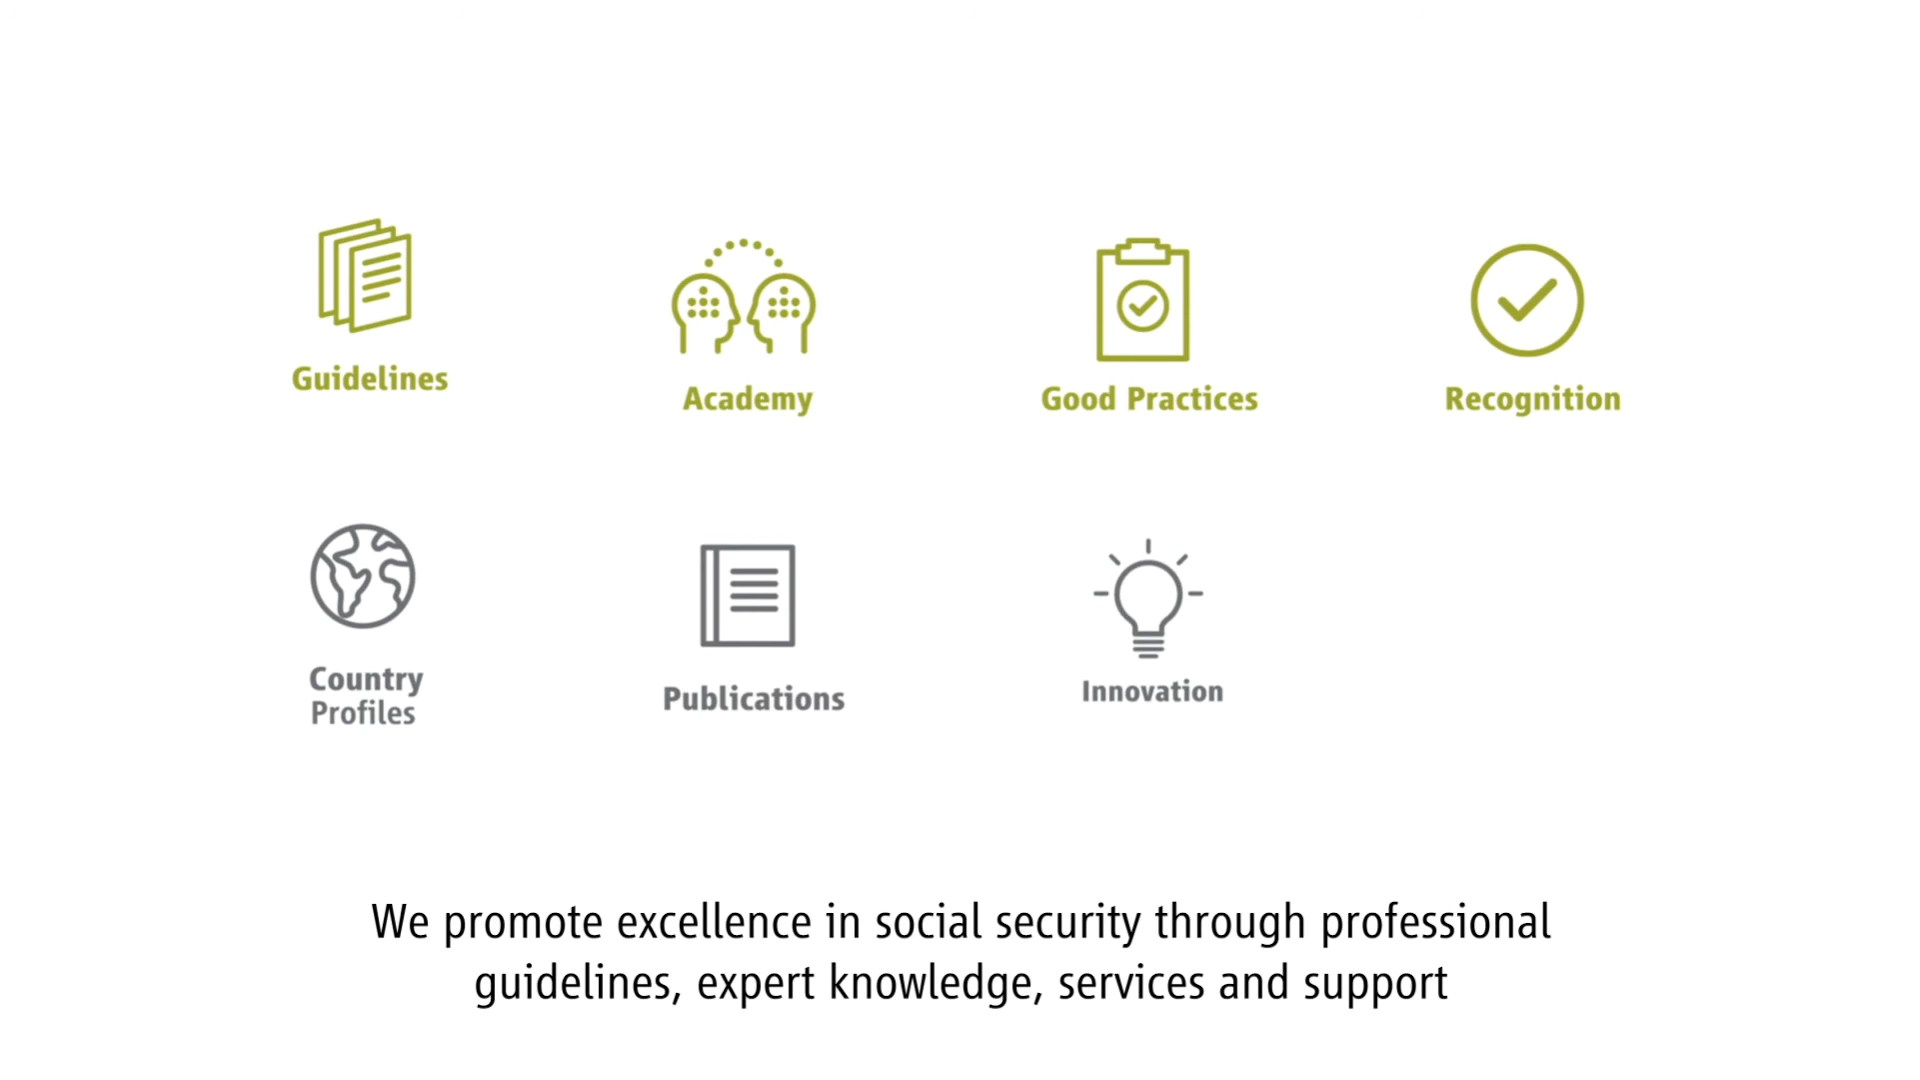 Guidelines
Academy
Good Practices
Recognition
Country
Profiles
Publications
Innovation
We promote excellence in social security through professional
guidelines, expert knowledge, services and support